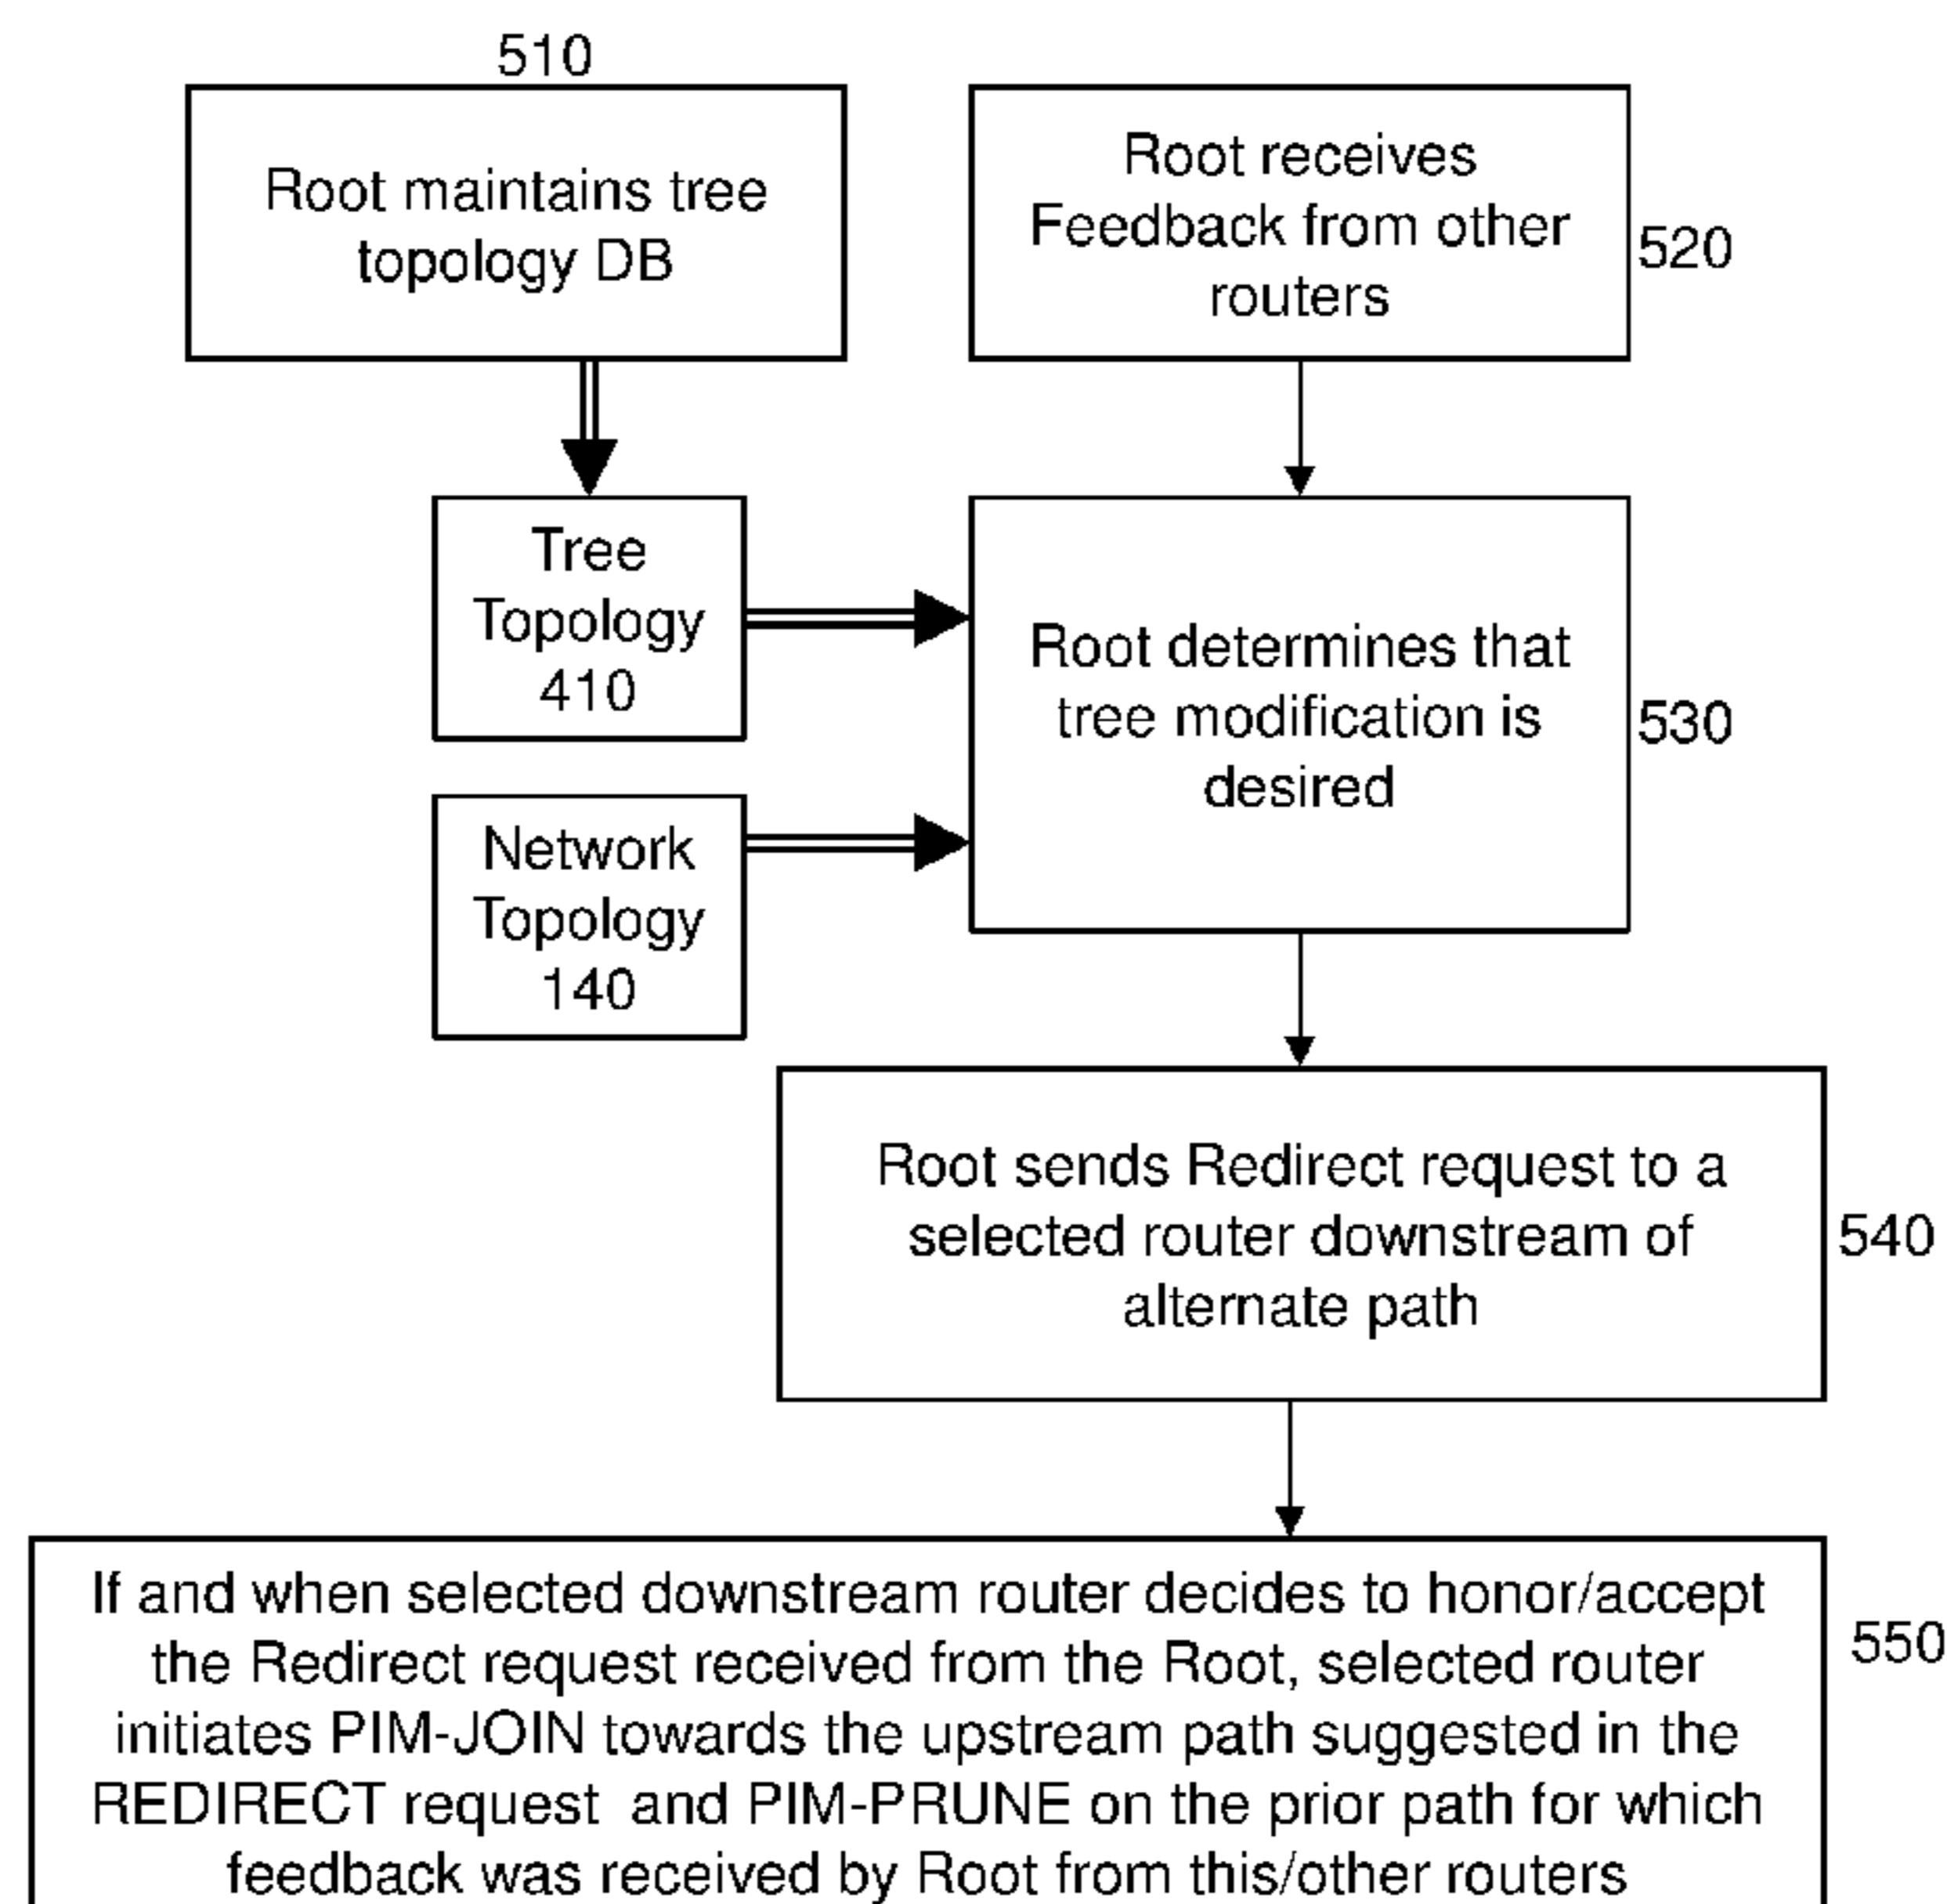 510
Root maintains tree
topology DB
Root receives
Feedback from other
routers
520
Tree
Topology
410
Root determines that
tree modification is
desired
530
Network
Topology
140
Root sends Redirect request to a
selected router downstream of
alternate path
540
If and when selected downstream router decides to honor/accept
the Redirect request received from the Root, selected router
initiates PIM-JOIN towards the upstream path suggested in the
REDIRECT request  and PIM-PRUNE on the prior path for which
feedback was received by Root from this/other routers
550